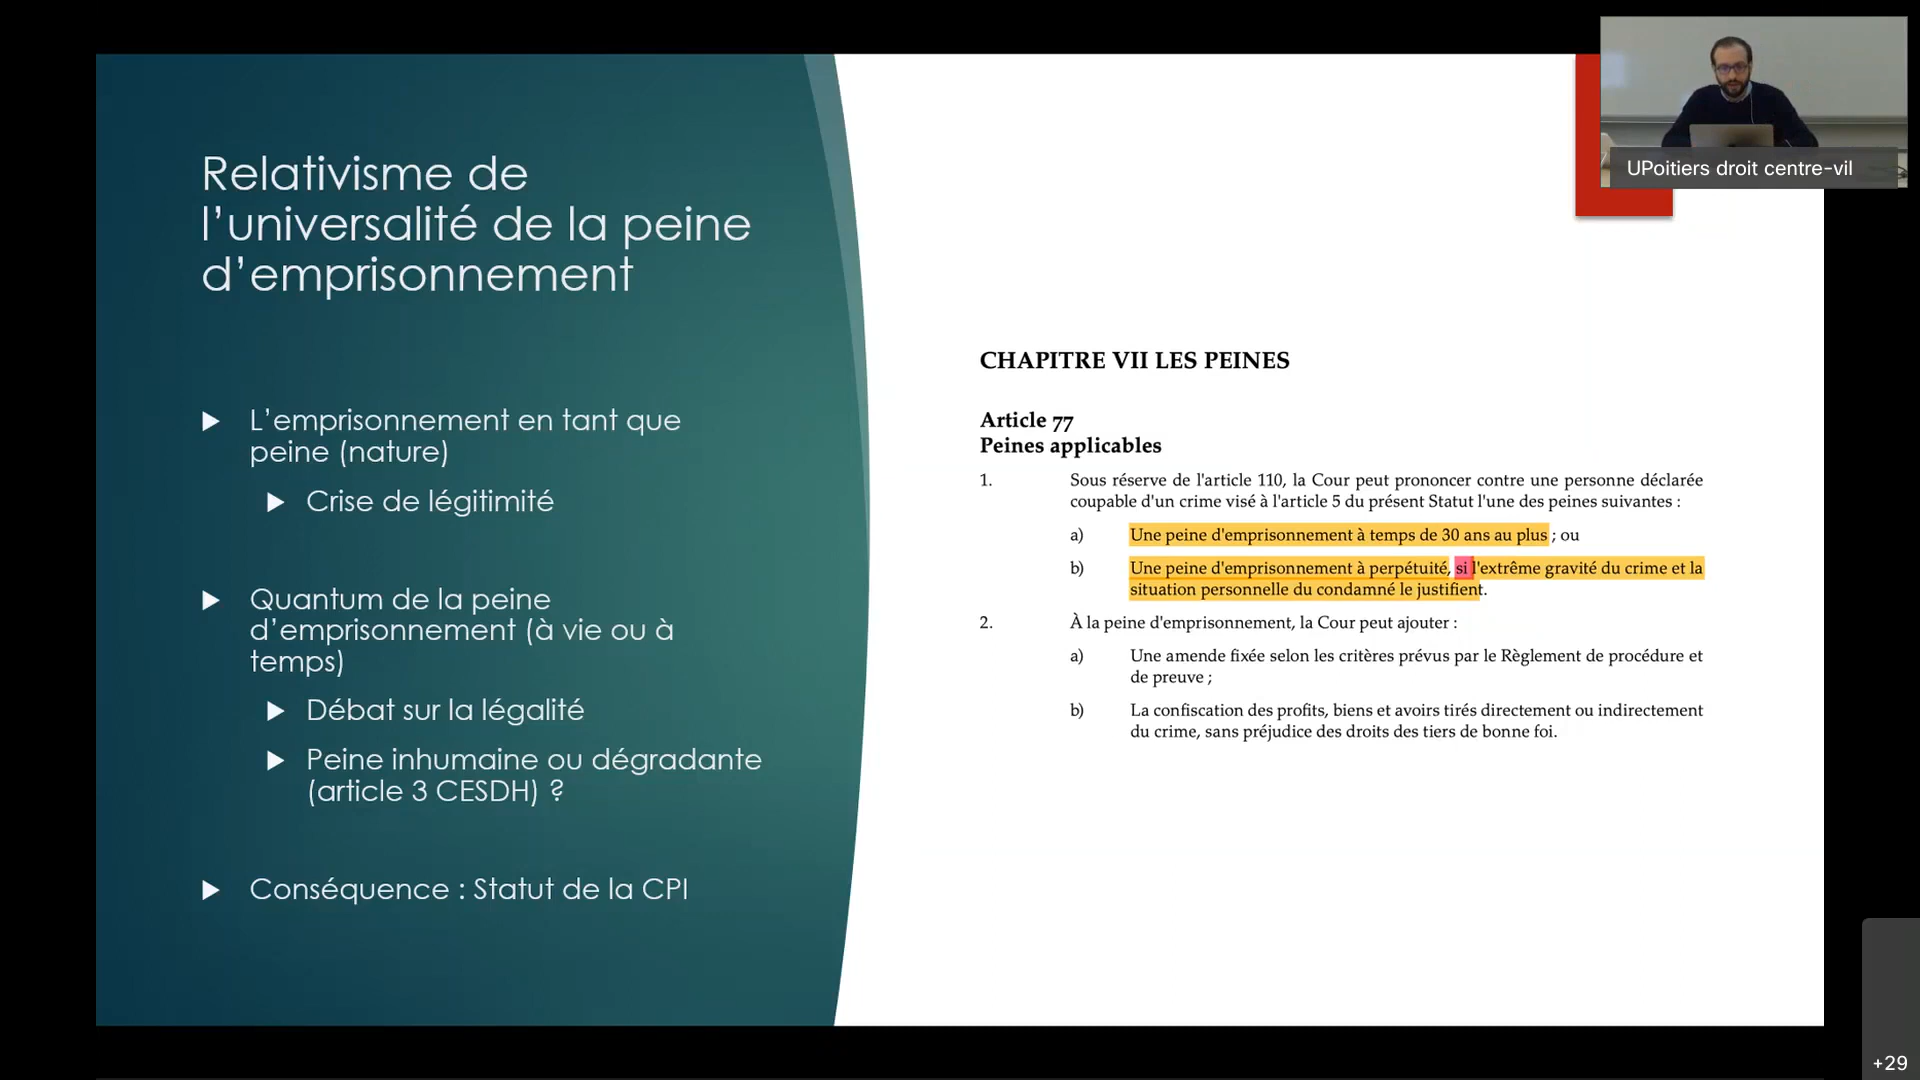 Relativisme de
l’universalité de la peine
d’emprisonnement
L’emprisonnement en tant que
peine (nature)
Crise de légitimité
Quantum de la peine
d’emprisonnement (à vie ou à
temps)
Débat sur la légalité
Peine inhumaine ou dégradante
(article 3 CESDH) ?
Conséquence : Statut de la CPI
CHAPITRE VII LES PEINES
Article 77
Peines applicables
1. Sous réserve de l'article 110, la Cour peut prononcer contre une personne déclarée
coupable d'un crime visé à l'article 5 du présent Statut l'une des peines suivantes :
a) Une peine d'emprisonnement à temps de 30 ans au plus ; ou
b) Une peine d'emprisonnement à perpétuité, si l'extrême gravité du crime et la
situation personnelle du condamné le justifient.
2. À la peine d'emprisonnement, la Cour peut ajouter :
a) Une amende fixée selon les critères prévus par le Règlement de procédure et
de preuve ;
b) La confiscation des profits, biens et avoirs tirés directement ou indirectement
du crime, sans préjudice des droits des tiers de bonne foi.
UPoitiers droit centre-vil
+29